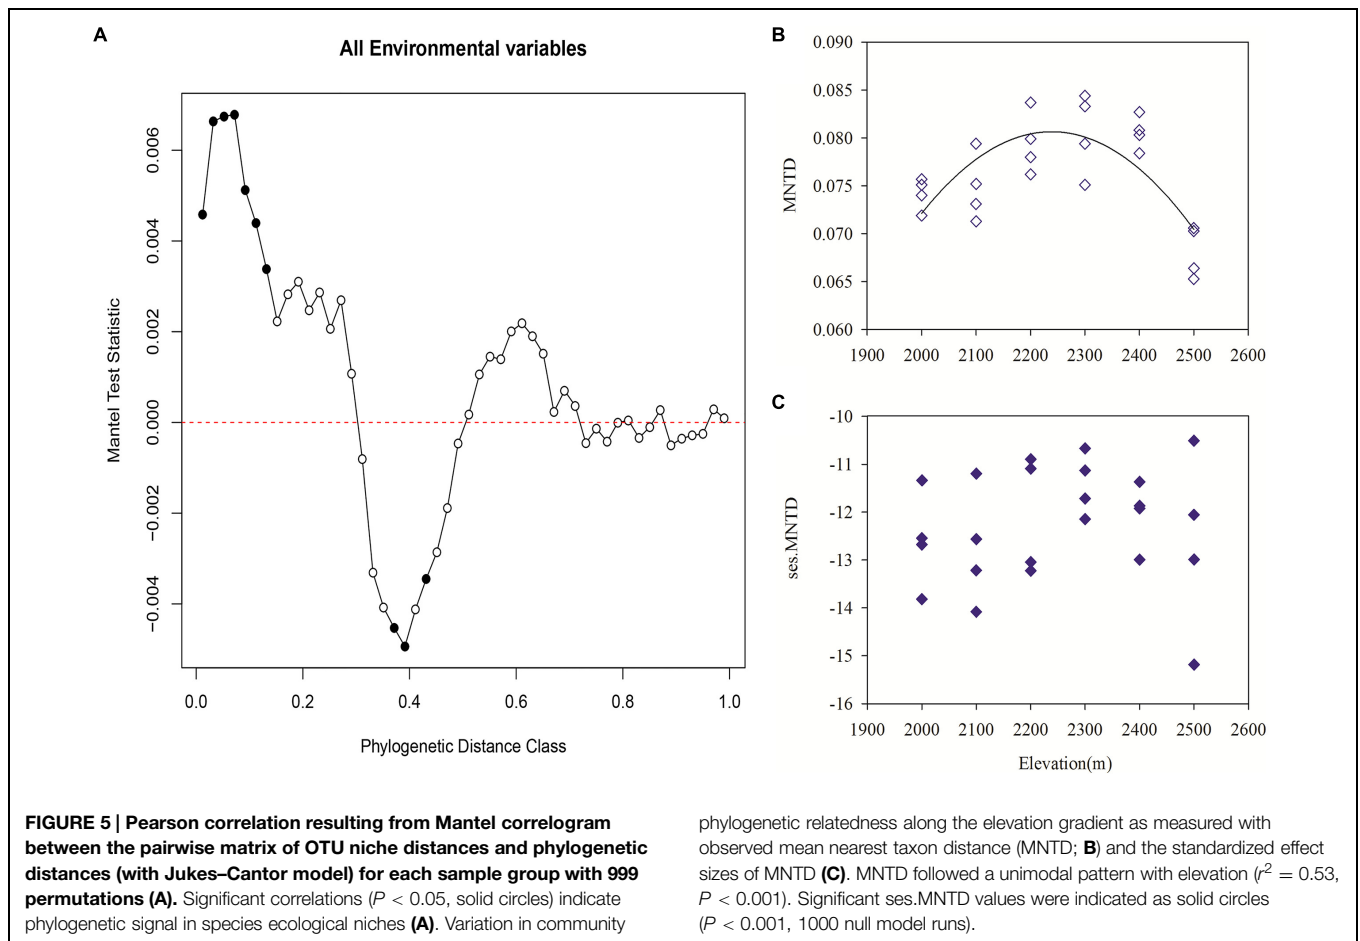 A
All Environmental variables
Mantel Test Statistic
0.006
0.004
0.002
0.000
−0.002
−0.004
0.0 0.2 0.4 0.6 0.8 1.0
Phylogenetic Distance Class
B
MNTD
0.090
0.085
0.080
0.075
0.070
0.065
0.060
1900 2000 2100 2200 2300 2400 2500 2600
C
ses.MNTD
-10
-11
-12
-13
-14
-15
-16
1900 2000 2100 2200 2300 2400 2500 2600
Elevation(m)
FIGURE 5 | Pearson correlation resulting from Mantel correlogram
between the pairwise matrix of OTU niche distances and phylogenetic
distances (with Jukes–Cantor model) for each sample group with 999
permutations (A). Significant correlations (P < 0.05, solid circles) indicate
phylogenetic signal in species ecological niches (A). Variation in community
phylogenetic relatedness along the elevation gradient as measured with
observed mean nearest taxon distance (MNTD; B) and the standardized effect
sizes of MNTD (C). MNTD followed a unimodal pattern with elevation (r² = 0.53,
P < 0.001). Significant ses.MNTD values were indicated as solid circles
(P < 0.001, 1000 null model runs).